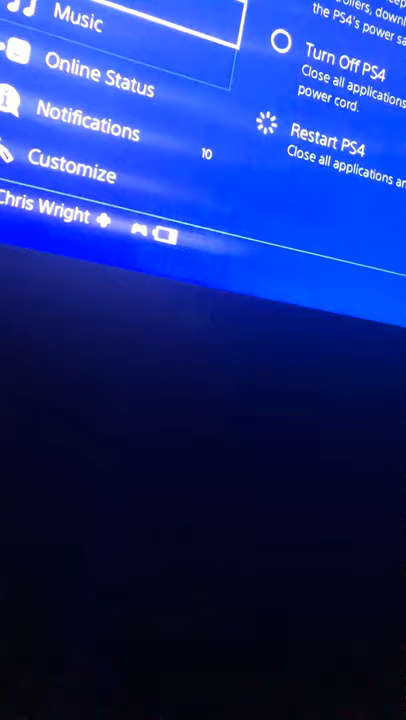 Music
Online Status
Notifications
10
Customize
Chris Wright
the PS4's power
Turn Off PS4
Close all applications
power cord.
Restart PS4
Close all applications